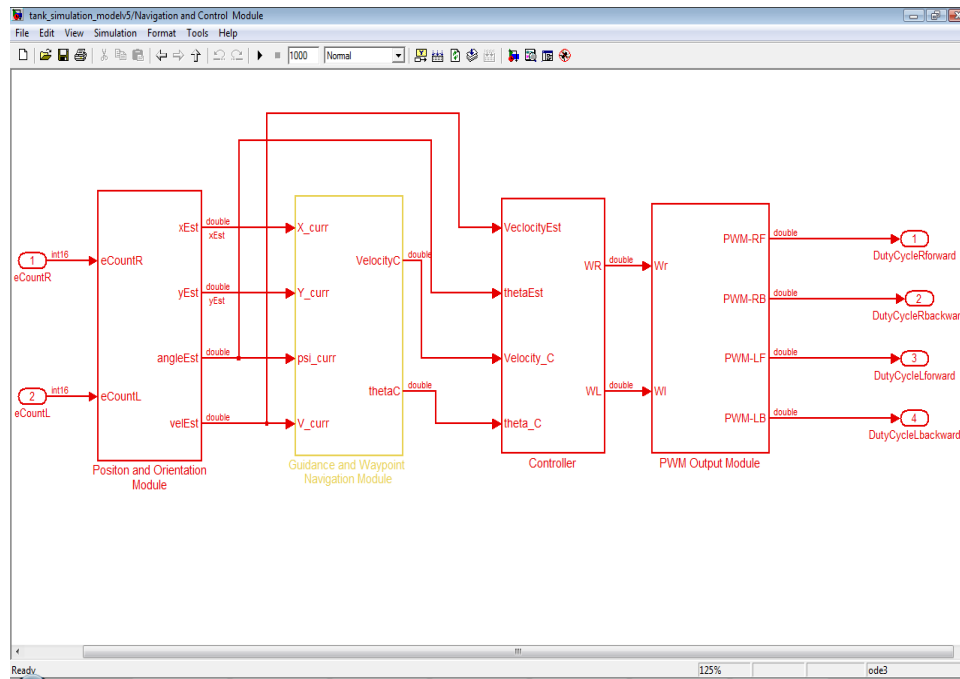 tank_simulation_modelv5/Navigation and Control Module
File Edit View Simulation Format Tools Help
1000 Normal
1
int16
eCountR
2
int16
eCountL
eCountR
eCountL
xEst
yEst
angleEst
velEst
Positon and Orientation
Module
double
xEst
double
yEst
double
double
X_curr
Y_curr
psi_curr
V_curr
VelocityC
thetaC
Guidance and Waypoint
Navigation Module
double
double
VeclocityEst
thetaEst
Velocity_C
theta_C
WR
WL
Controller
double
double
Wr
Wl
PWM-RF
PWM-RB
PWM-LF
PWM-LB
PWM Output Module
double
1
DutyCycleRforward
double
2
DutyCycleRbackward
double
3
DutyCycleLforward
double
4
DutyCycleLbackward
Ready
125%
ode3